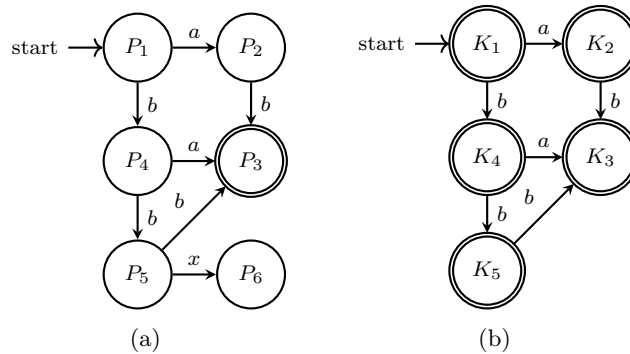 start P1 a P2
start K1 a K2
b b
b b
P4 a P3
K4 a K3
b b
b b
P5 x P6
K5
(a)
(b)